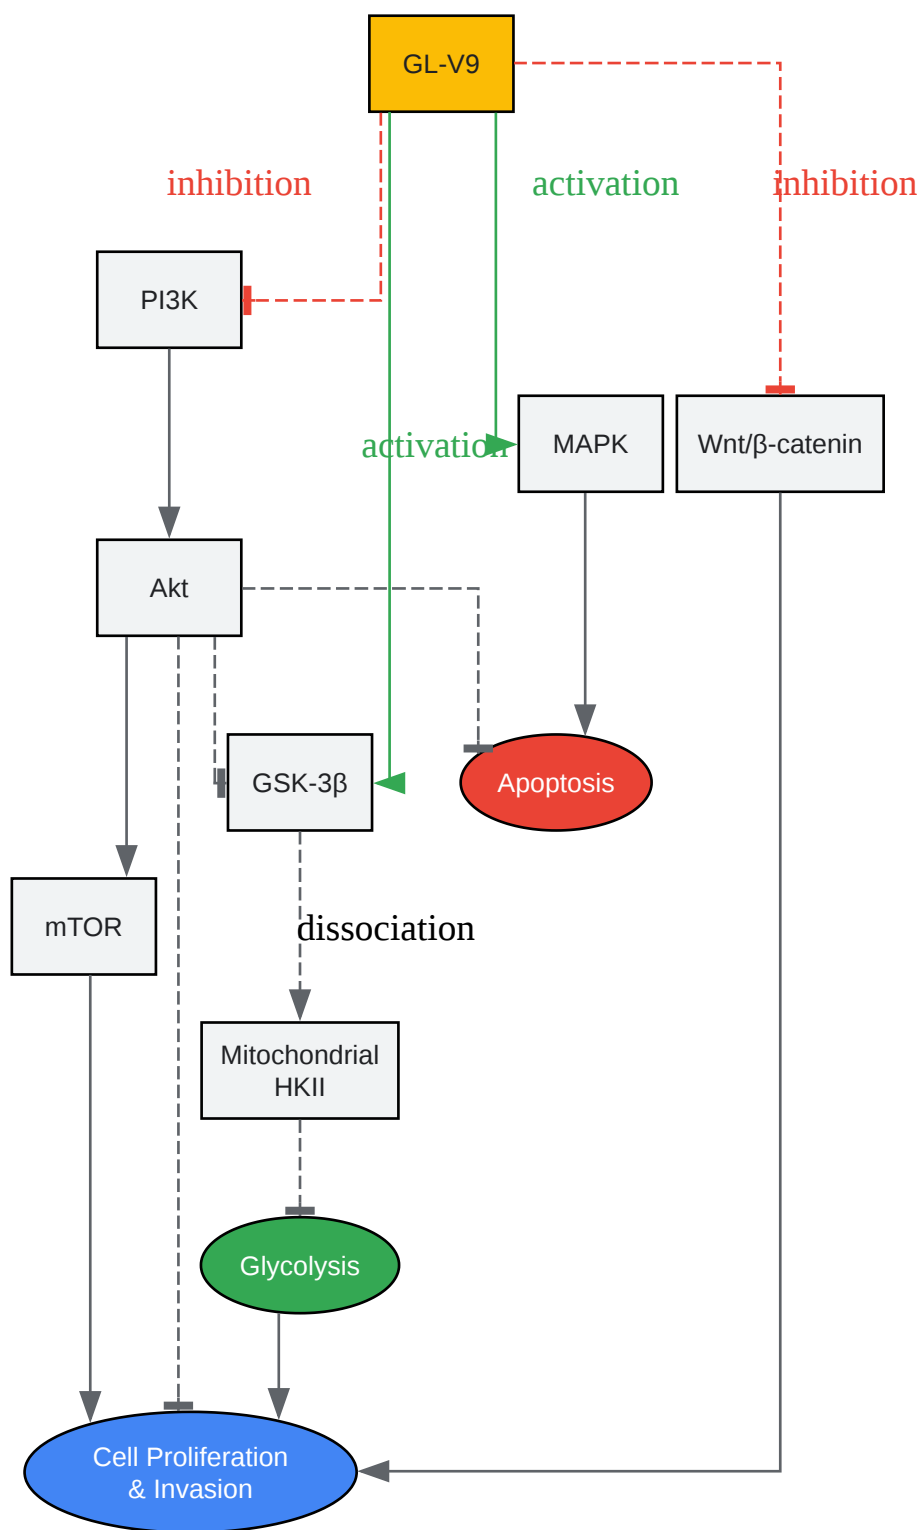 GL-V9
inhibition
activation
inhibition
PI3K
activation
MAPK
Wnt/β-catenin
Akt
GSK-3β
Apoptosis
mTOR
dissociation
Mitochondrial
HKII
Glycolysis
Cell Proliferation
& Invasion